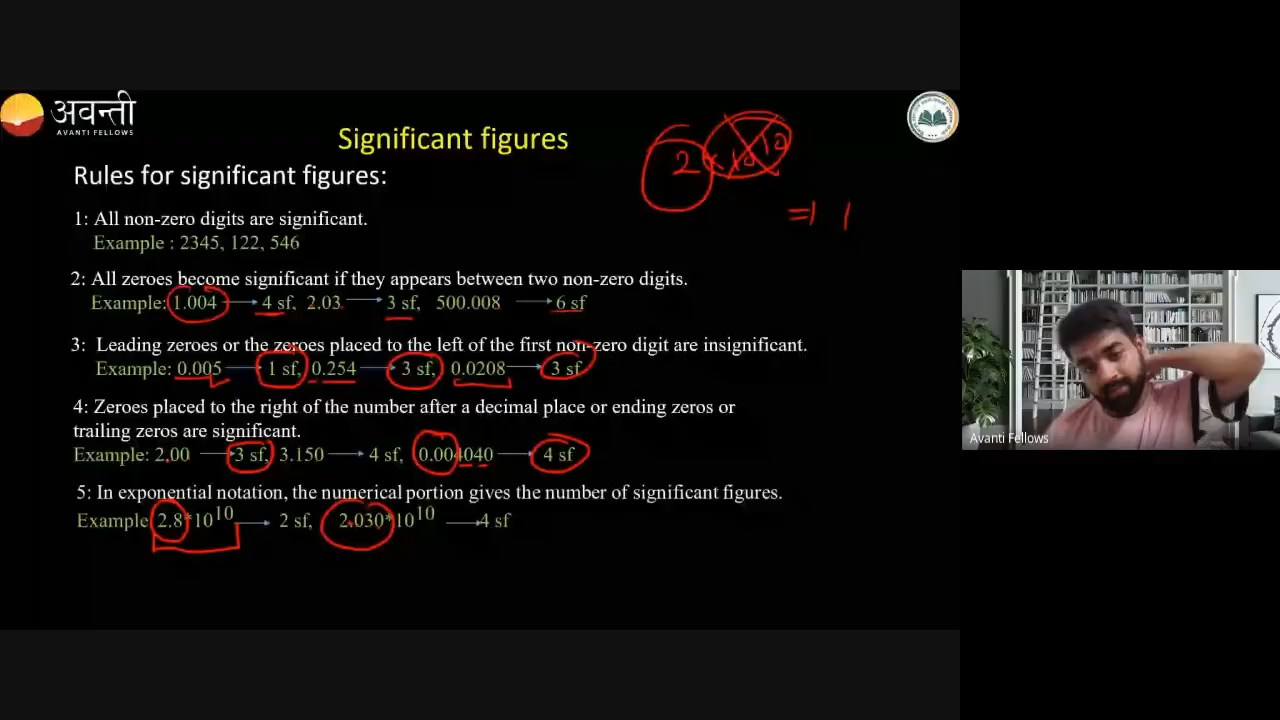 अवन्ती
AVANTI FELLOWS
Significant figures
2 × 10^12
⇒ 1
Rules for significant figures:
1: All non-zero digits are significant.
Example : 2345, 122, 546
2: All zeroes become significant if they appears between two non-zero digits.
Example: 1.004 → 4 sf, 2.03 → 3 sf, 500.008 → 6 sf
3: Leading zeroes or the zeroes placed to the left of the first non-zero digit are insignificant.
Example: 0.005 → 1 sf, 0.254 → 3 sf, 0.0208 → 3 sf
4: Zeroes placed to the right of the number after a decimal place or ending zeros or
trailing zeros are significant.
Example: 2.00 → 3 sf, 3.150 → 4 sf, 0.004040 → 4 sf
5: In exponential notation, the numerical portion gives the number of significant figures.
Example 2.8*10^10 → 2 sf, 2.030*10^10 → 4 sf
Avanti Fellows